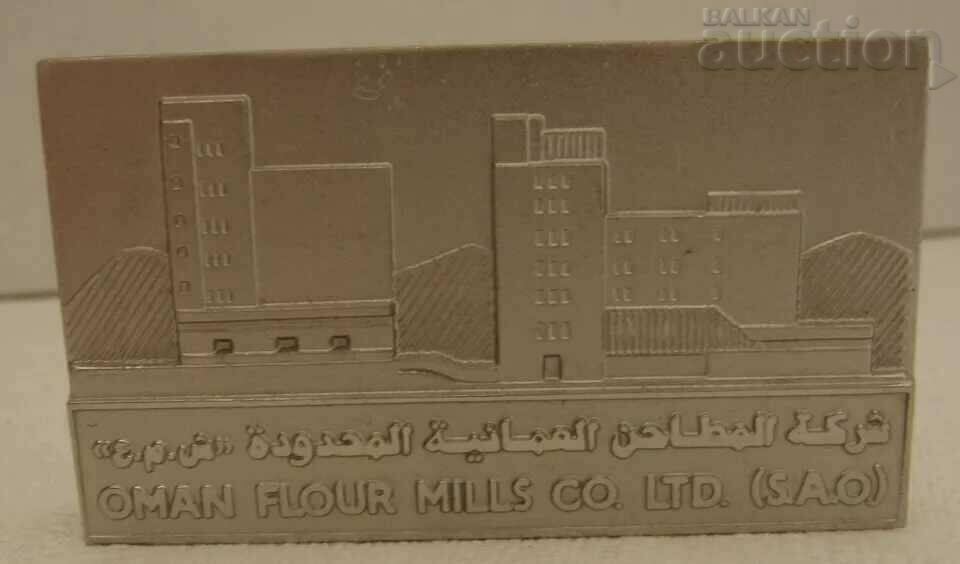 BALKAN
auction
شركة المطاحن العمانية المحدودة "ش.م.ع"
OMAN FLOUR MILLS CO. LTD. (S.A.O)